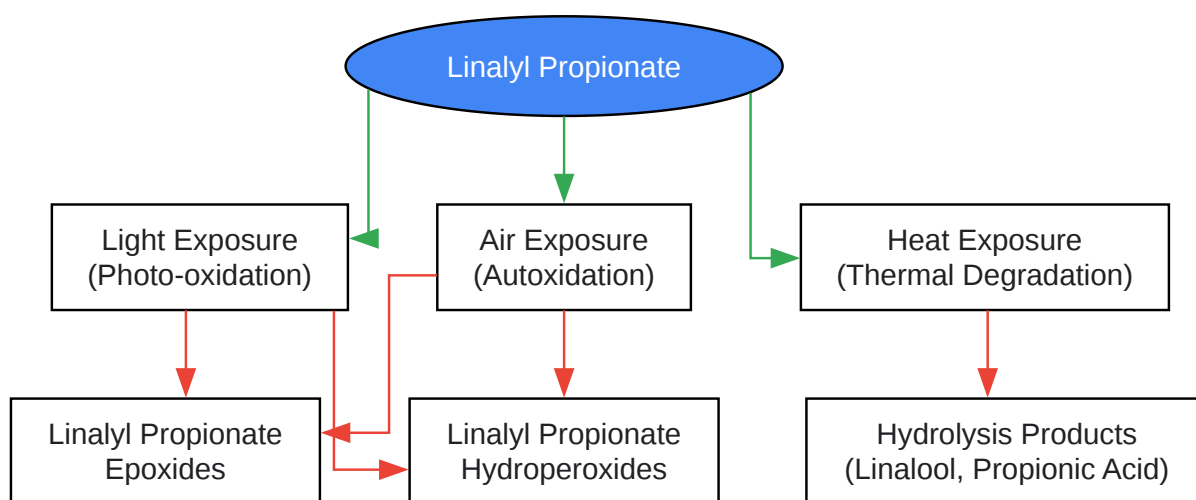 Linalyl Propionate
Light Exposure
(Photo-oxidation)
Air Exposure
(Autoxidation)
Heat Exposure
(Thermal Degradation)
Linalyl Propionate
Epoxides
Linalyl Propionate
Hydroperoxides
Hydrolysis Products
(Linalool, Propionic Acid)